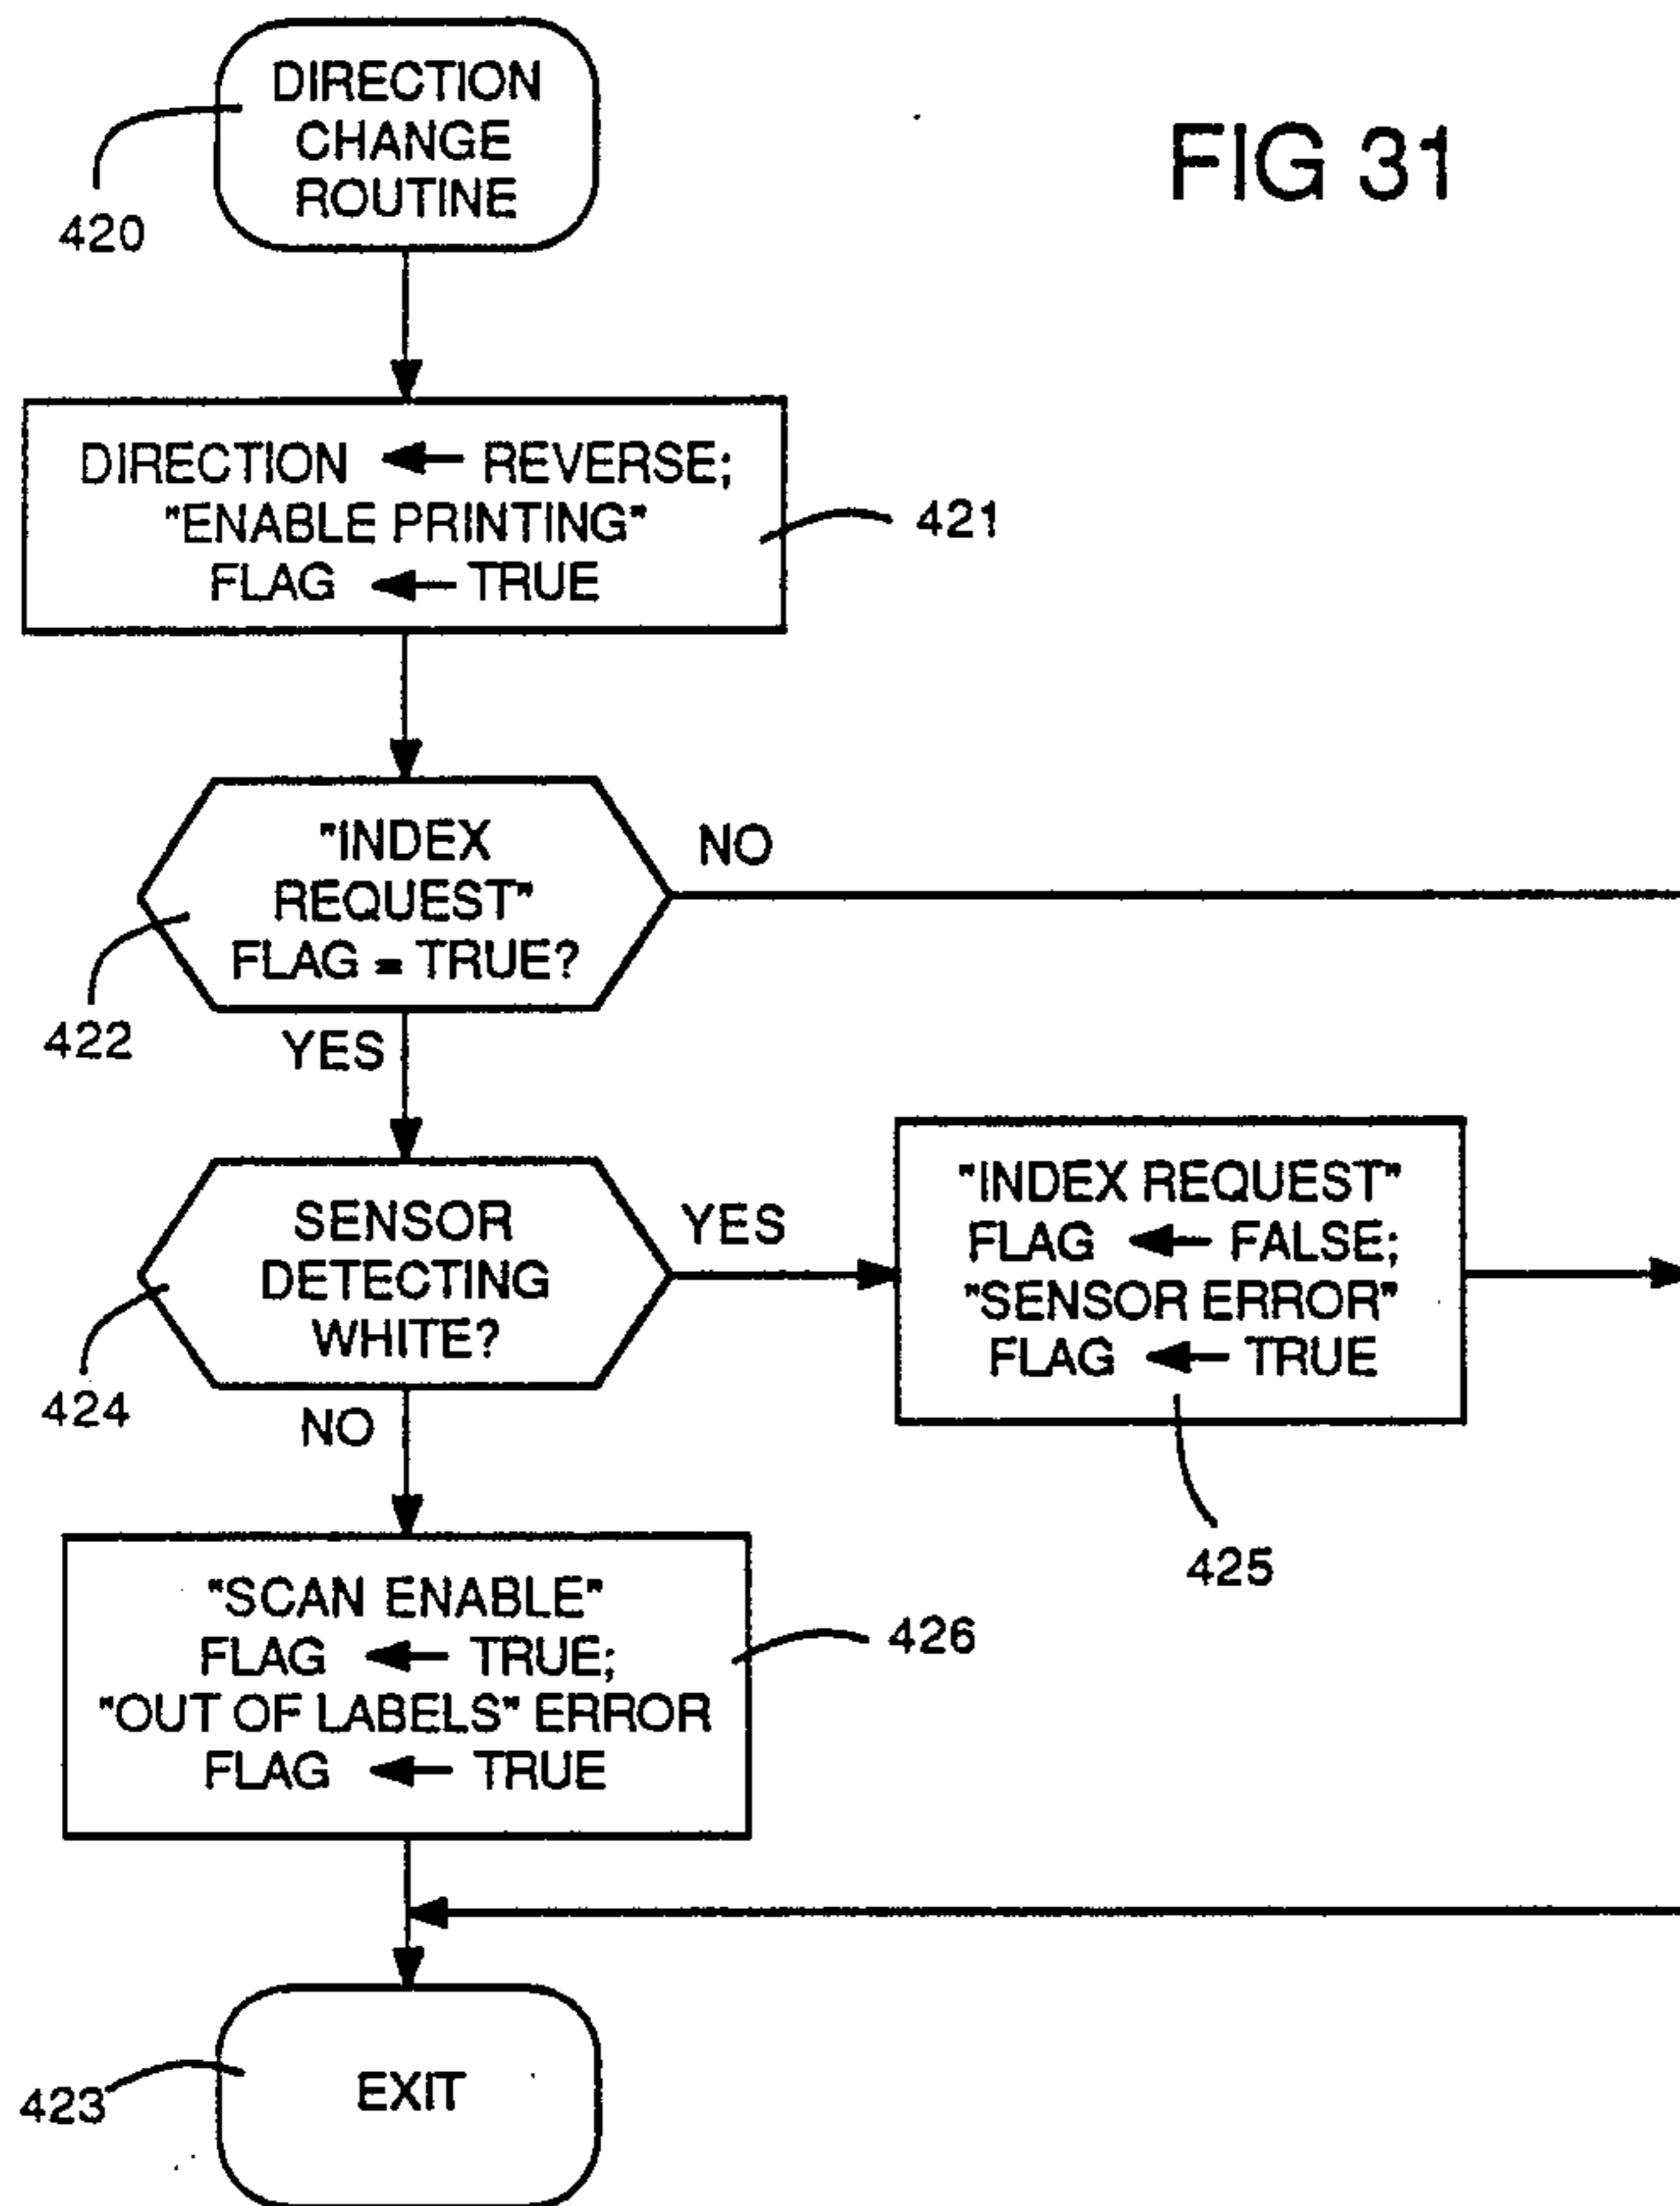 DIRECTION
CHANGE
ROUTINE
FIG 31
420
DIRECTION ← REVERSE;
"ENABLE PRINTING"
FLAG ← TRUE
421
"INDEX
REQUEST"
FLAG = TRUE?
NO
422
YES
SENSOR
DETECTING
WHITE?
YES
424
NO
"INDEX REQUEST"
FLAG ← FALSE;
"SENSOR ERROR"
FLAG ← TRUE
425
"SCAN ENABLE"
FLAG ← TRUE;
"OUT OF LABELS" ERROR
FLAG ← TRUE
426
EXIT
423